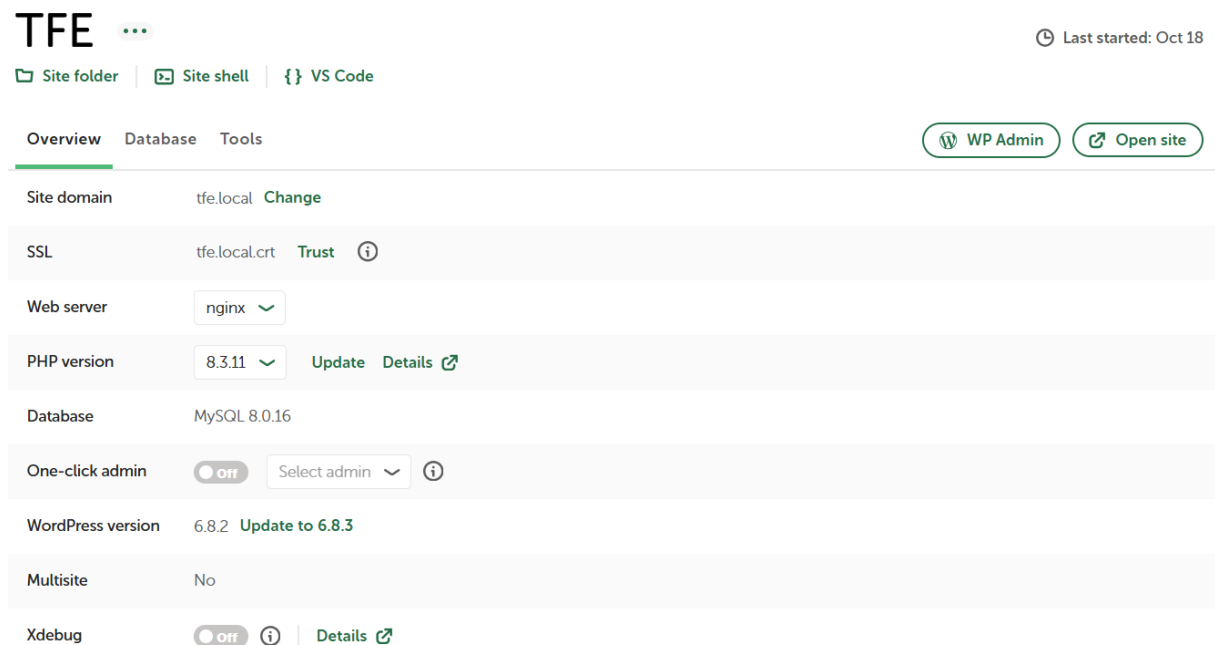 TFE ...
Last started: Oct 18
Site folder Site shell {} VS Code
Overview Database Tools WP Admin Open site
Site domain tfe.local Change
SSL tfe.local.crt Trust
Web server nginx
PHP version 8.3.11 Update Details
Database MySQL 8.0.16
One-click admin Off Select admin
WordPress version 6.8.2 Update to 6.8.3
Multisite No
Xdebug Off Details